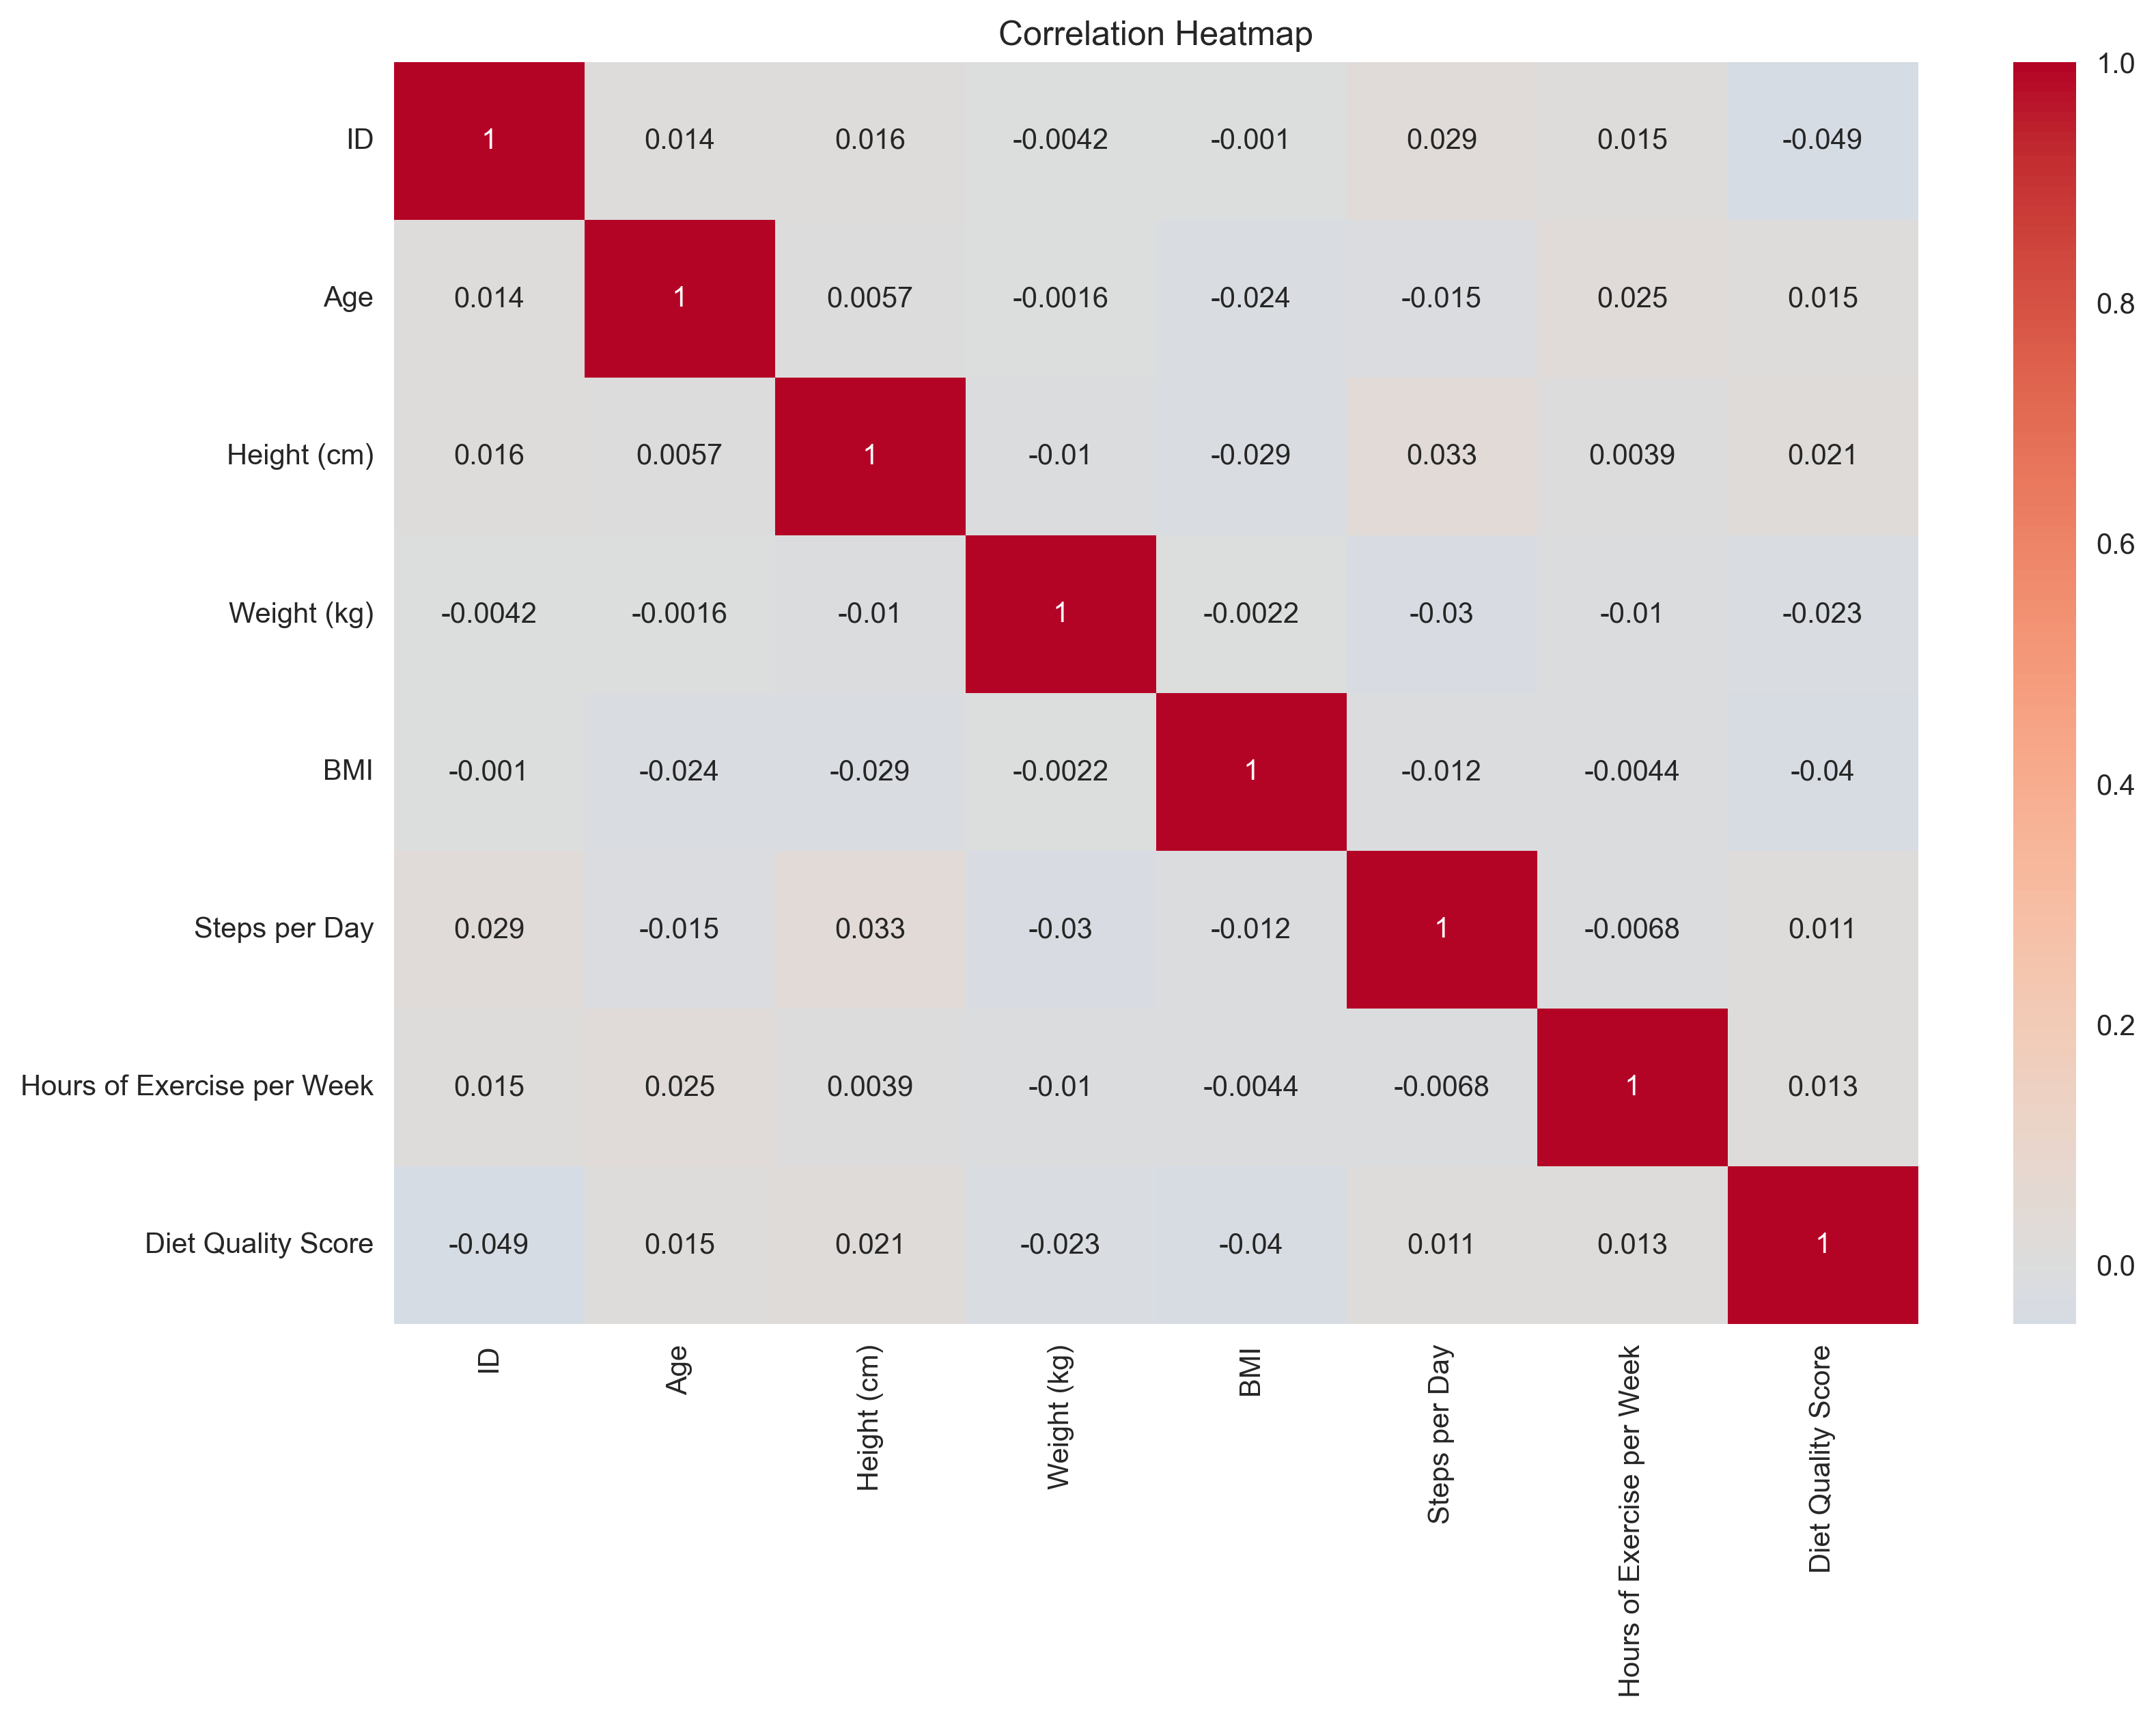 Correlation Heatmap
ID 1 0.014 0.016 -0.0042 -0.001 0.029 0.015 -0.049
Age 0.014 1 0.0057 -0.0016 -0.024 -0.015 0.025 0.015
Height (cm) 0.016 0.0057 1 -0.01 -0.029 0.033 0.0039 0.021
Weight (kg) -0.0042 -0.0016 -0.01 1 -0.0022 -0.03 -0.01 -0.023
BMI -0.001 -0.024 -0.029 -0.0022 1 -0.012 -0.0044 -0.04
Steps per Day 0.029 -0.015 0.033 -0.03 -0.012 1 -0.0068 0.011
Hours of Exercise per Week 0.015 0.025 0.0039 -0.01 -0.0044 -0.0068 1 0.013
Diet Quality Score -0.049 0.015 0.021 -0.023 -0.04 0.011 0.013 1
ID
Age
Height (cm)
Weight (kg)
BMI
Steps per Day
Hours of Exercise per Week
Diet Quality Score
1.0
0.8
0.6
0.4
0.2
0.0